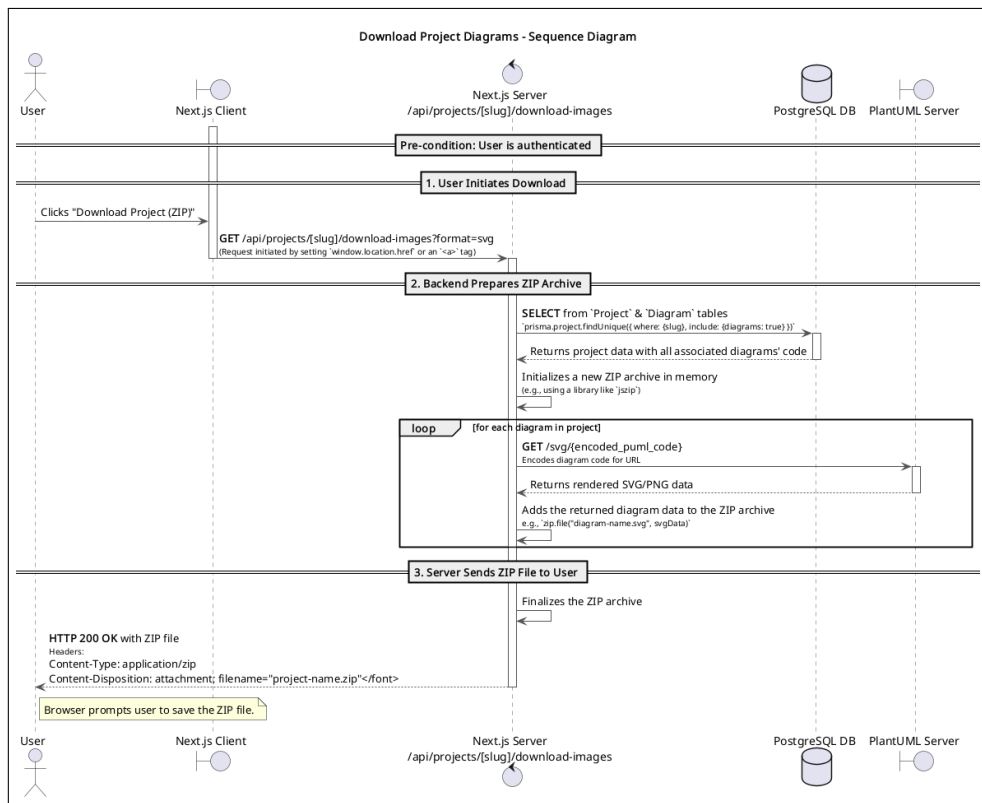 Download Project Diagrams - Sequence Diagram
User
Next.js Client
Next.js Server
/api/projects/[slug]/download-images
PostgreSQL DB
PlantUML Server
Pre-condition: User is authenticated
1. User Initiates Download
Clicks "Download Project (ZIP)"
GET /api/projects/[slug]/download-images?format=svg
(Request initiated by setting `window.location.href` or an `<a>` tag)
2. Backend Prepares ZIP Archive
SELECT from `Project` & `Diagram` tables
`prisma.project.findUnique({ where: {slug}, include: {diagrams: true} })`
Returns project data with all associated diagrams' code
Initializes a new ZIP archive in memory
(e.g., using a library like `jszip`)
loop [for each diagram in project]
GET /svg/{encoded_puml_code}
Encodes diagram code for URL
Returns rendered SVG/PNG data
Adds the returned diagram data to the ZIP archive
e.g., `zip.file("diagram-name.svg", svgData)`
3. Server Sends ZIP File to User
Finalizes the ZIP archive
HTTP 200 OK with ZIP file
Headers:
Content-Type: application/zip
Content-Disposition: attachment; filename="project-name.zip"</font>
Browser prompts user to save the ZIP file.
User
Next.js Client
Next.js Server
/api/projects/[slug]/download-images
PostgreSQL DB
PlantUML Server